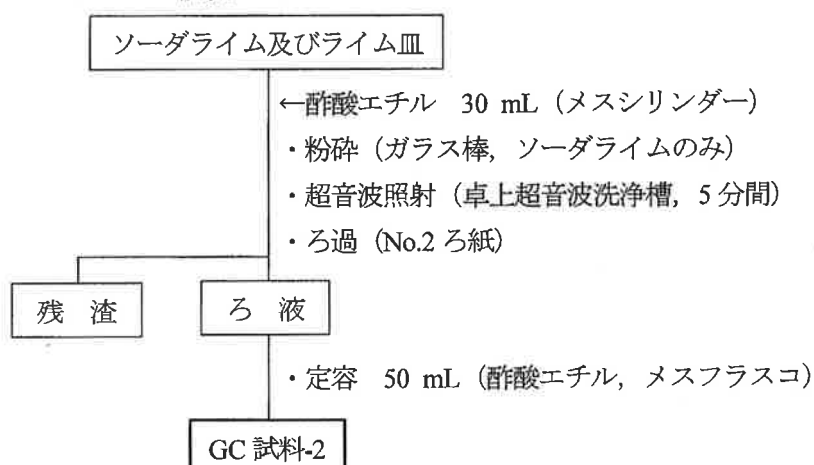 ソーダライム及びライム皿
←酢酸エチル 30 mL（メスシリンダー）
・粉砕（ガラス棒，ソーダライムのみ）
・超音波照射（卓上超音波洗浄槽，5 分間）
・ろ過（No.2 ろ紙）
残 渣
ろ 液
・定容 50 mL（酢酸エチル，メスフラスコ）
GC 試料-2